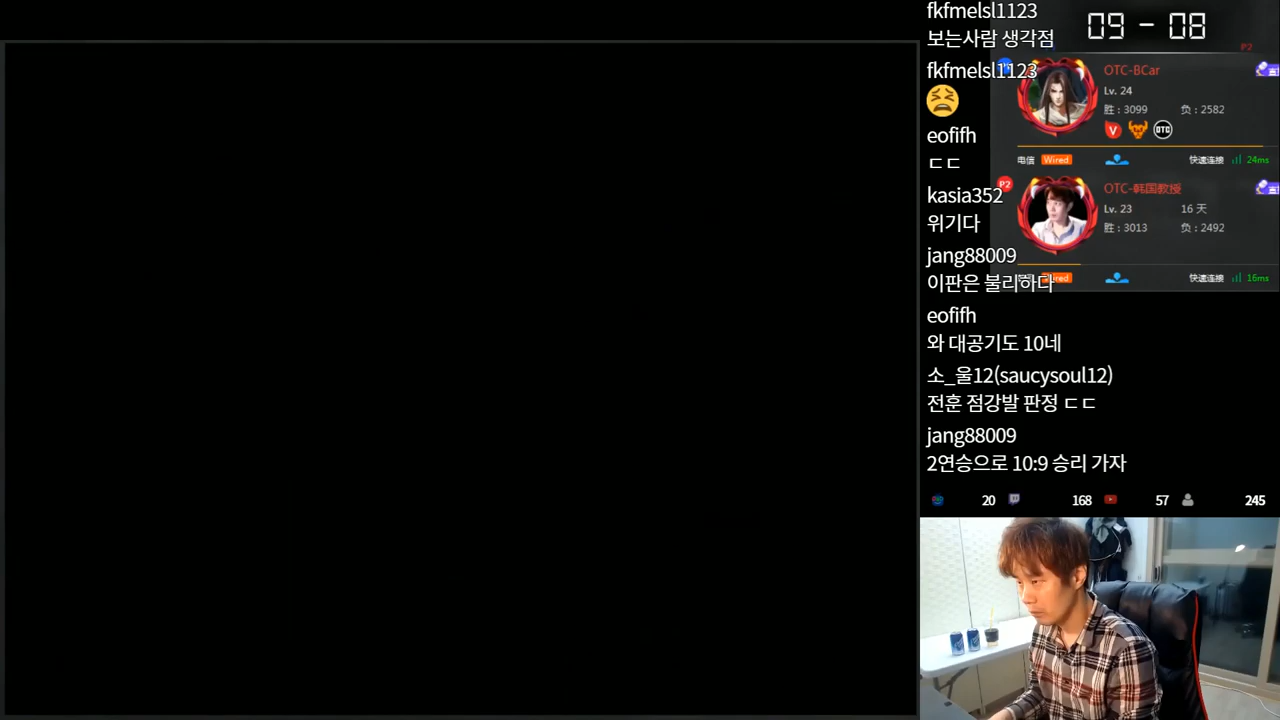 fkfmelsl1123
보는사람 생각점
fkfmelsl1123
eofifh
ㄷㄷ
kasia352
위기다
jang88009
이판은 불리하다
eofifh
와 대공기도 10네
소_울12(saucysoul12)
전훈 점강발 판정 ㄷㄷ
jang88009
2연승으로 10:9 승리 가자
20
168
57
245
09 - 08
P2
OTC-BCar
Lv. 24
胜 : 3099 负 : 2582
V
OTC
电信 Wired 快速连接 24ms
P2
OTC-韩国教授
Lv. 23 16 天
胜 : 3013 负 : 2492
Wired 快速连接 16ms